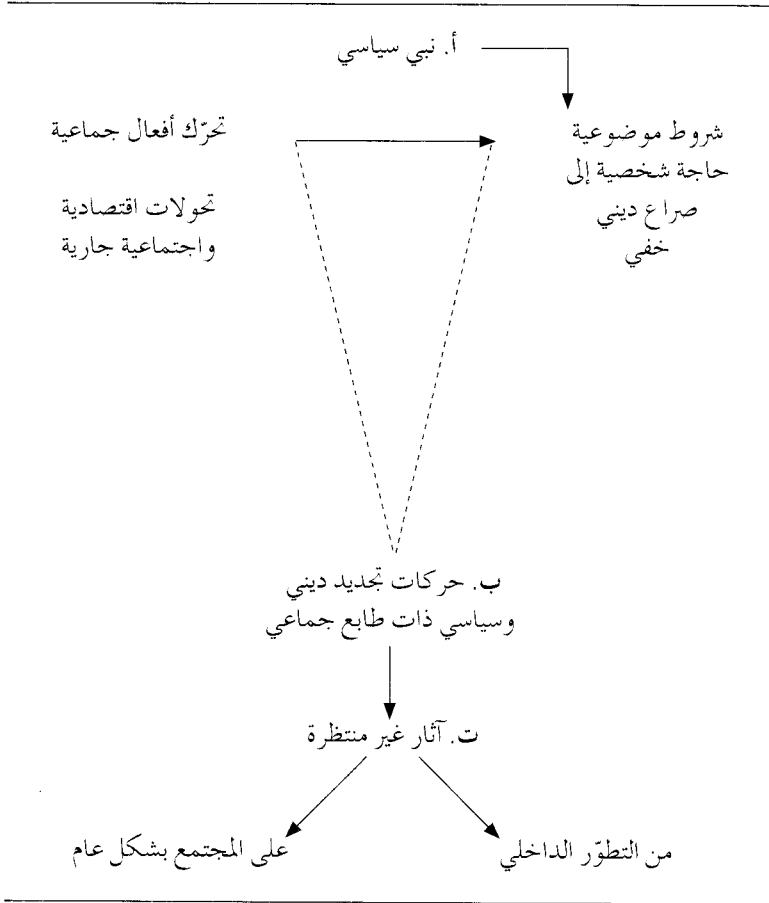 أ. نبي سياسي
شروط موضوعية
حاجة شخصية إلى
صراع ديني
خفي
تحرّك أفعال جماعية
تحولات اقتصادية
واجتماعية جارية
ب. حركات تجديد ديني
وسياسي ذات طابع جماعي
ت. آثار غير منتظرة
من التطوّر الداخلي
على المجتمع بشكل عام